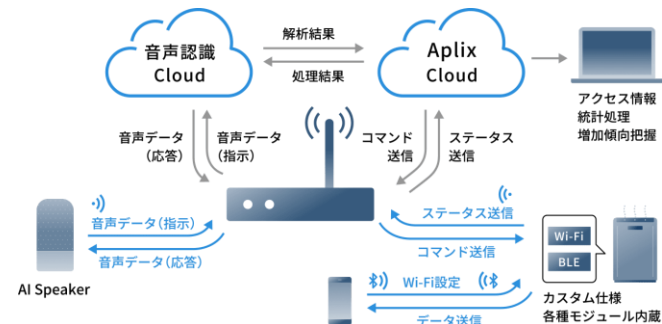 音声認識
Cloud
解析結果
処理結果
Aplix
Cloud
アクセス情報
統計処理
増加傾向把握
音声データ
（応答）
音声データ
（指示）
コマンド
送信
ステータス
送信
音声データ（指示）
音声データ（応答）
AI Speaker
ステータス送信
コマンド送信
Wi-Fi
BLE
Wi-Fi設定
データ送信
カスタム仕様
各種モジュール内蔵